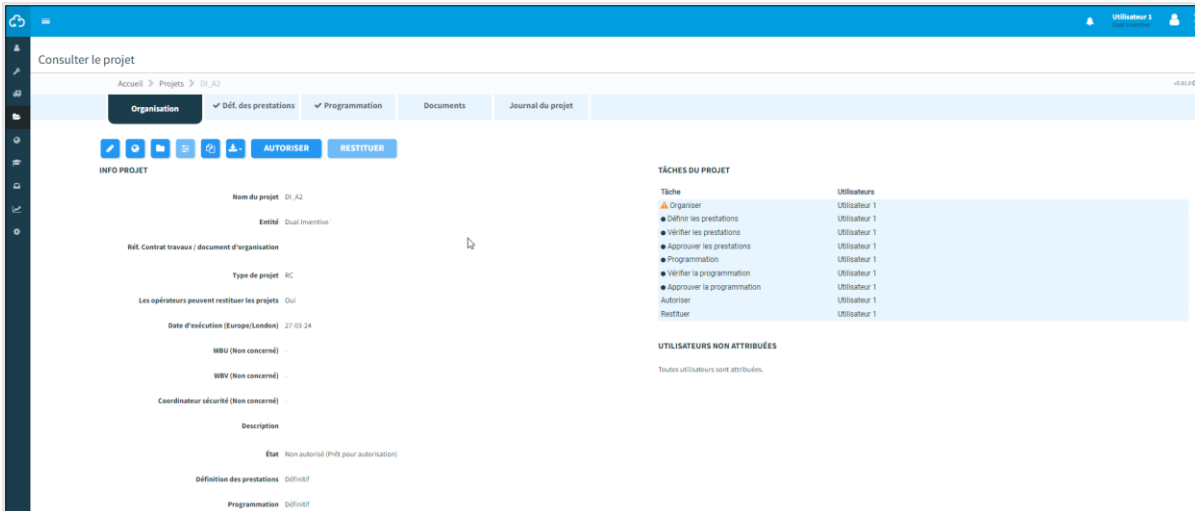 Utilisateur 1
Dual Inventive
Consulter le projet
Accueil > Projets > DI_A2
Organisation
✔ Déf. des prestations
✔ Programmation
Documents
Journal du projet
AUTORISER
RESTITUER
INFO PROJET
Nom du projet DI_A2
Entité Dual Inventive
Réf. Contrat travaux / document d'organisation
Type de projet RC
Les opérateurs peuvent restituer les projets Oui
Date d'exécution (Europe/London) 27-03-24
WBU (Non concerné) -
WBV (Non concerné) -
Coordinateur sécurité (Non concerné) -
Description
État Non autorisé (Prêt pour autorisation)
Définition des prestations Définitif
Programmation Définitif
TÂCHES DU PROJET
Tâche Utilisateurs
Organiser Utilisateur 1
Définir les prestations Utilisateur 1
Vérifier les prestations Utilisateur 1
Approuver les prestations Utilisateur 1
Programmation Utilisateur 1
Vérifier la programmation Utilisateur 1
Approuver la programmation Utilisateur 1
Autoriser Utilisateur 1
Restituer Utilisateur 1
UTILISATEURS NON ATTRIBUÉES
Toutes utilisateurs sont attribuées.